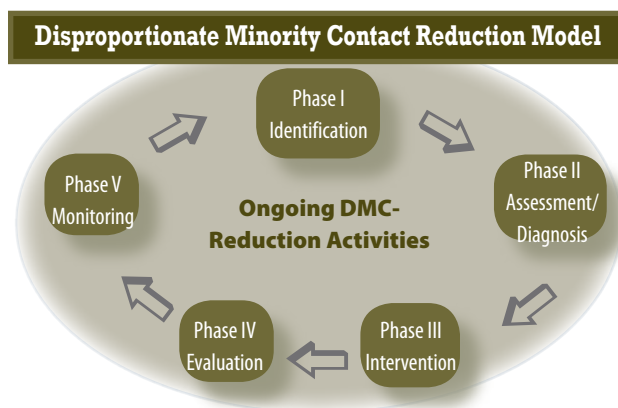 Disproportionate Minority Contact Reduction Model
Phase I
Identification
Phase II
Assessment/
Diagnosis
Phase III
Intervention
Phase IV
Evaluation
Phase V
Monitoring
Ongoing DMC-
Reduction Activities